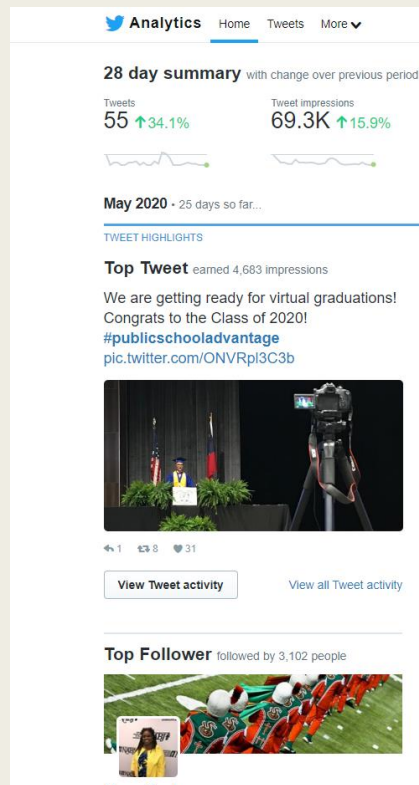 Analytics Home Tweets More
28 day summary with change over previous period
Tweets Tweet impressions
55 34.1% 69.3K 15.9%
May 2020 · 25 days so far...
TWEET HIGHLIGHTS
Top Tweet earned 4,683 impressions
We are getting ready for virtual graduations!
Congrats to the Class of 2020!
#publicschooladvantage
pic.twitter.com/ONVRpl3C3b
1 8 31
View Tweet activity View all Tweet activity
Top Follower followed by 3,102 people